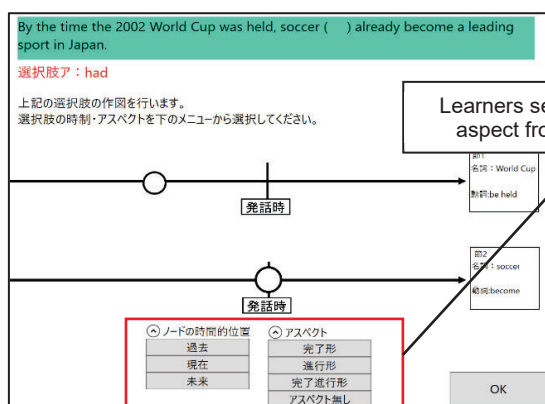 By the time the 2002 World Cup was held, soccer (　) already become a leading
sport in Japan.
選択肢ア：had
上記の選択肢の作図を行います。
選択肢の時制・アスペクトを下のメニューから選択してください。
Learners se
aspect fro
節1
名詞：World Cup
動詞:be held
発話時
節2
名詞：soccer
動詞:become
発話時
ノードの時間的位置
アスペクト
過去
完了形
現在
進行形
未来
完了進行形
アスペクト無し
OK